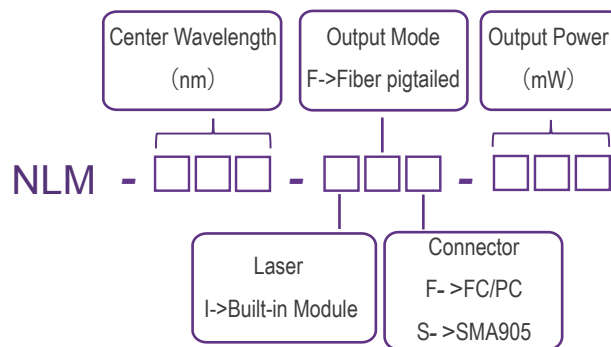 Center Wavelength
（nm）
Output Mode
F->Fiber pigtailed
Output Power
（mW）
NLM - □□□ - □□□ - □□□
Laser
I->Built-in Module
Connector
F- >FC/PC
S- >SMA905